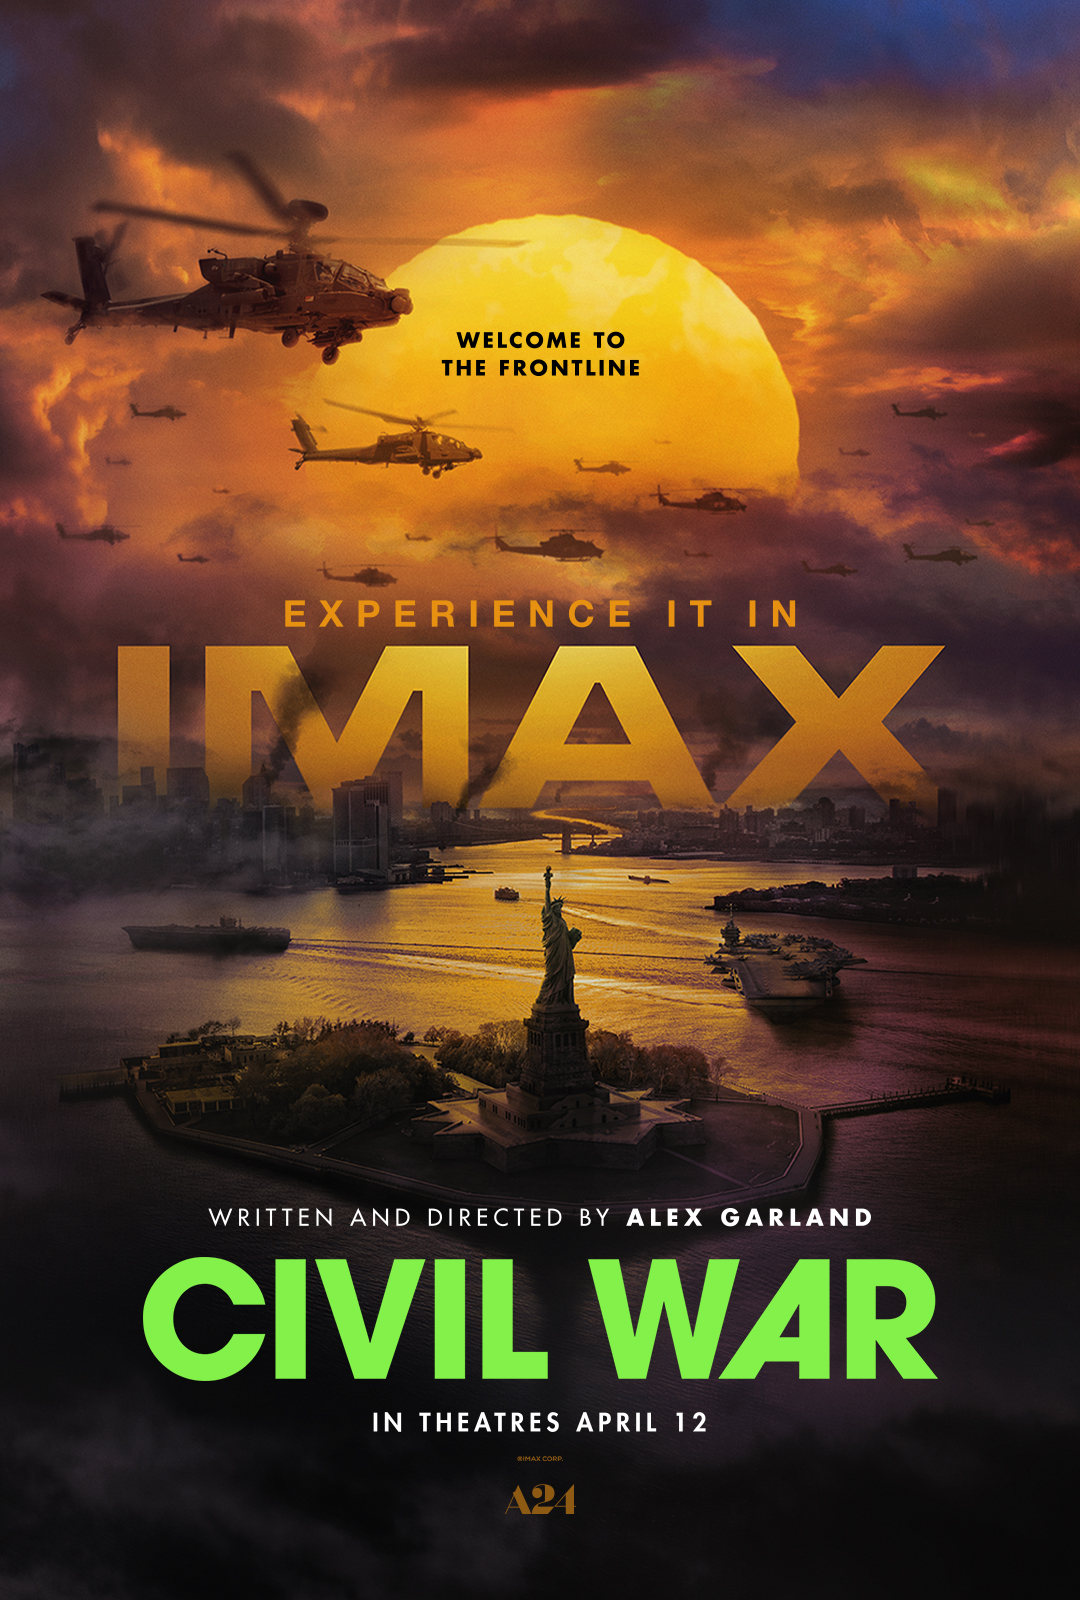 WELCOME TO
THE FRONTLINE
EXPERIENCE IT IN
IMAX
WRITTEN AND DIRECTED BY ALEX GARLAND
CIVIL WAR
IN THEATRES APRIL 12
®IMAX CORP.
A24